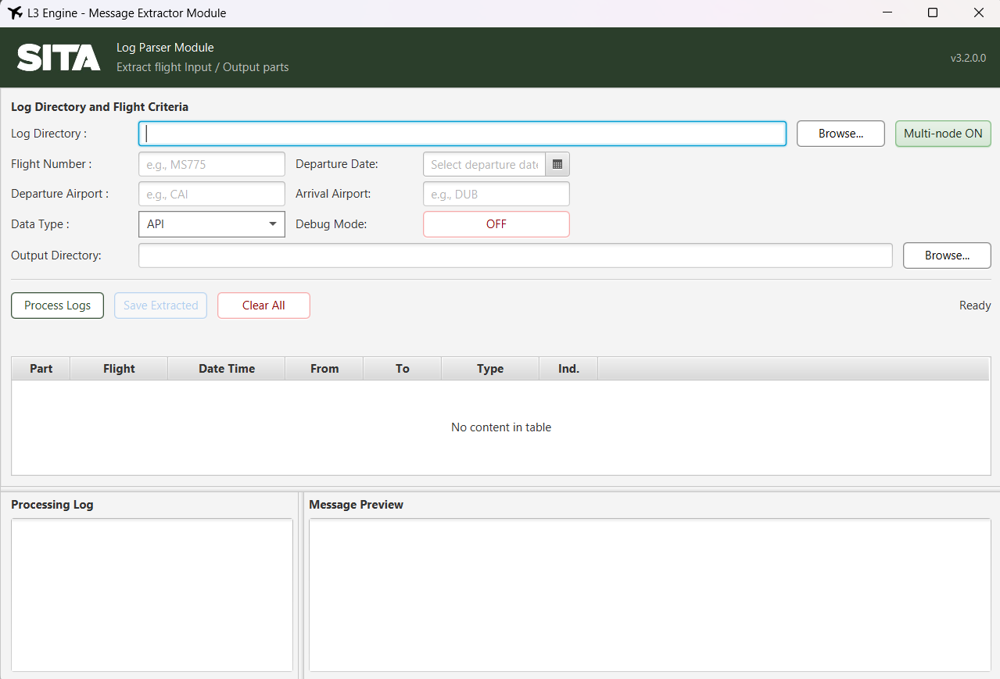 L3 Engine - Message Extractor Module
SITA
Log Parser Module
Extract flight Input / Output parts
v3.2.0.0
Log Directory and Flight Criteria
Log Directory :
Browse...
Multi-node ON
Flight Number :
e.g., MS775
Departure Date:
Select departure date
Departure Airport :
e.g., CAI
Arrival Airport:
e.g., DUB
Data Type :
API
Debug Mode:
OFF
Output Directory:
Browse...
Process Logs
Save Extracted
Clear All
Ready
Part
Flight
Date Time
From
To
Type
Ind.
No content in table
Processing Log
Message Preview